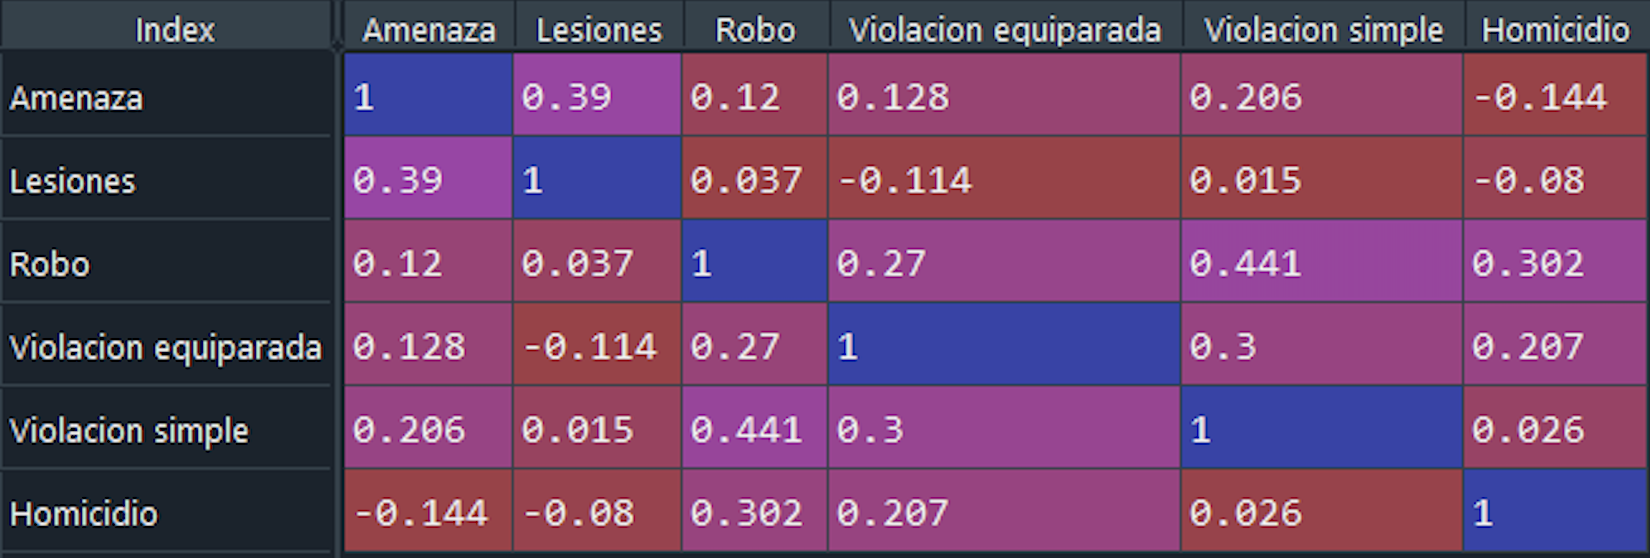 Index Amenaza Lesiones Robo Violacion equiparada Violacion simple Homicidio
Amenaza 1 0.39 0.12 0.128 0.206 -0.144
Lesiones 0.39 1 0.037 -0.114 0.015 -0.08
Robo 0.12 0.037 1 0.27 0.441 0.302
Violacion equiparada 0.128 -0.114 0.27 1 0.3 0.207
Violacion simple 0.206 0.015 0.441 0.3 1 0.026
Homicidio -0.144 -0.08 0.302 0.207 0.026 1